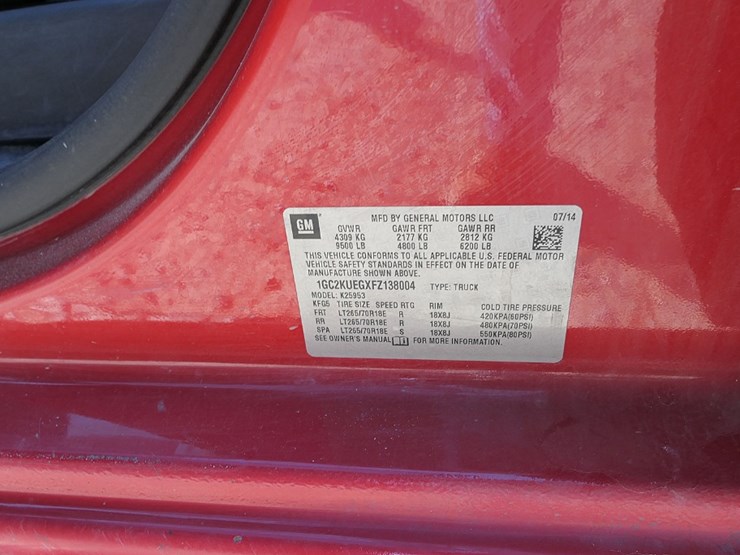 GM
MFD BY GENERAL MOTORS LLC 07/14
GVWR GAWR FRT GAWR RR
4309 KG 2177 KG 2812 KG
9500 LB 4800 LB 6200 LB
THIS VEHICLE CONFORMS TO ALL APPLICABLE U.S. FEDERAL MOTOR
VEHICLE SAFETY STANDARDS IN EFFECT ON THE DATE OF
MANUFACTURE SHOWN ABOVE.
1GC2KUEGXFZ138004 TYPE: TRUCK
MODEL: K25953
KFG5 TIRE SIZE SPEED RTG RIM COLD TIRE PRESSURE
FRT LT265/70R18E R 18X8J 420KPA(60PSI)
RR LT265/70R18E R 18X8J 480KPA(70PSI)
SPA LT265/70R18E S 18X8J 550KPA(80PSI)
SEE OWNER'S MANUAL FOR MORE INFORMATION.